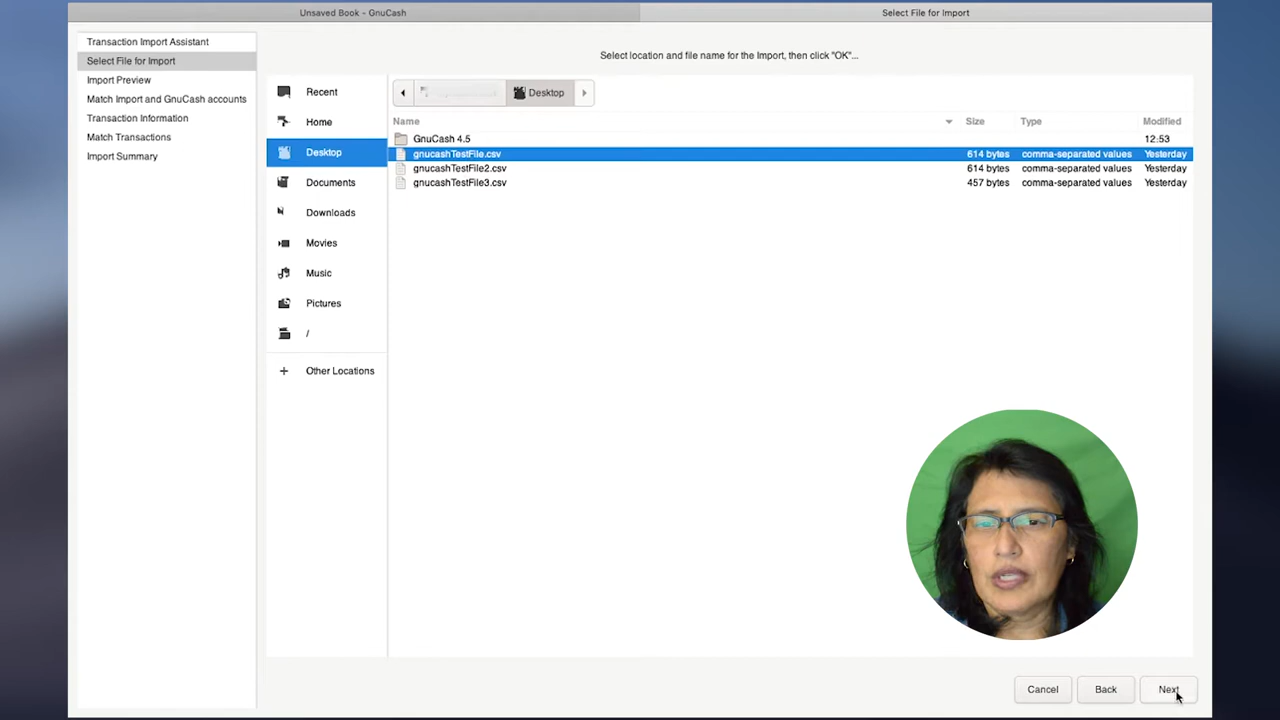 Unsaved Book - GnuCash
Select File for Import
Transaction Import Assistant
Select File for Import
Import Preview
Match Import and GnuCash accounts
Transaction Information
Match Transactions
Import Summary
Select location and file name for the Import, then click "OK"...
Recent
Home
Desktop
Documents
Downloads
Movies
Music
Pictures
/
+ Other Locations
Desktop
Name Size Type Modified
GnuCash 4.5 12:53
gnucashTestFile.csv 614 bytes comma-separated values Yesterday
gnucashTestFile2.csv 614 bytes comma-separated values Yesterday
gnucashTestFile3.csv 457 bytes comma-separated values Yesterday
Cancel Back Next